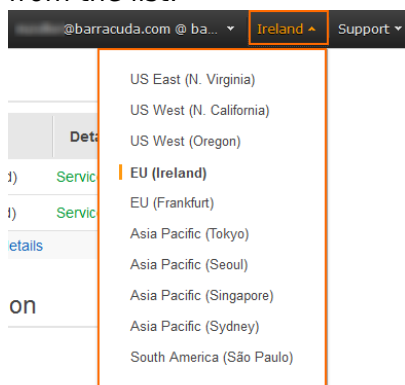 from the list.
@barracuda.com @ ba... Ireland Support
US East (N. Virginia)
US West (N. California)
US West (Oregon)
EU (Ireland)
EU (Frankfurt)
Asia Pacific (Tokyo)
Asia Pacific (Seoul)
Asia Pacific (Singapore)
Asia Pacific (Sydney)
South America (São Paulo)
Deta
l) Servic
l) Servic
etails
on